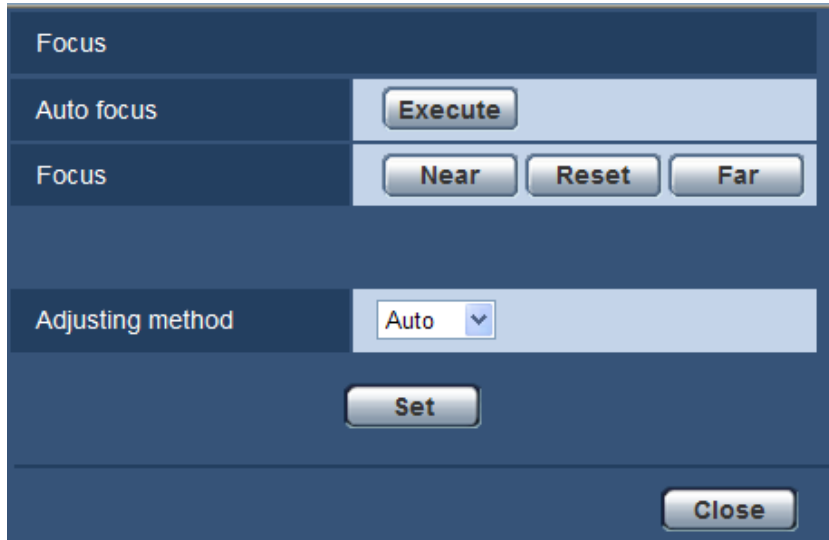 Focus
Auto focus Execute
Focus Near Reset Far
Adjusting method Auto
Set
Close